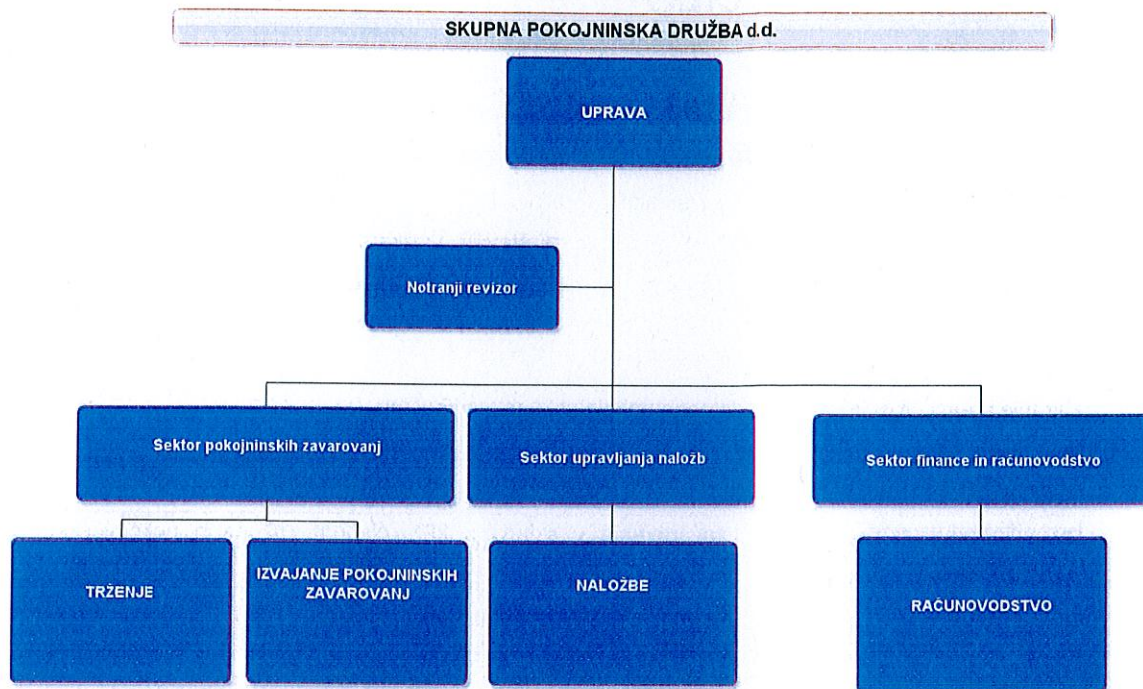 SKUPNA POKOJNINSKA DRUŽBA d.d.
UPRAVA
Notranji revizor
Sektor pokojninskih zavarovanj
Sektor upravljanja naložb
Sektor finance in računovodstvo
TRŽENJE
IZVAJANJE POKOJNINSKIH
ZAVAROVANJ
NALOŽBE
RAČUNOVODSTVO